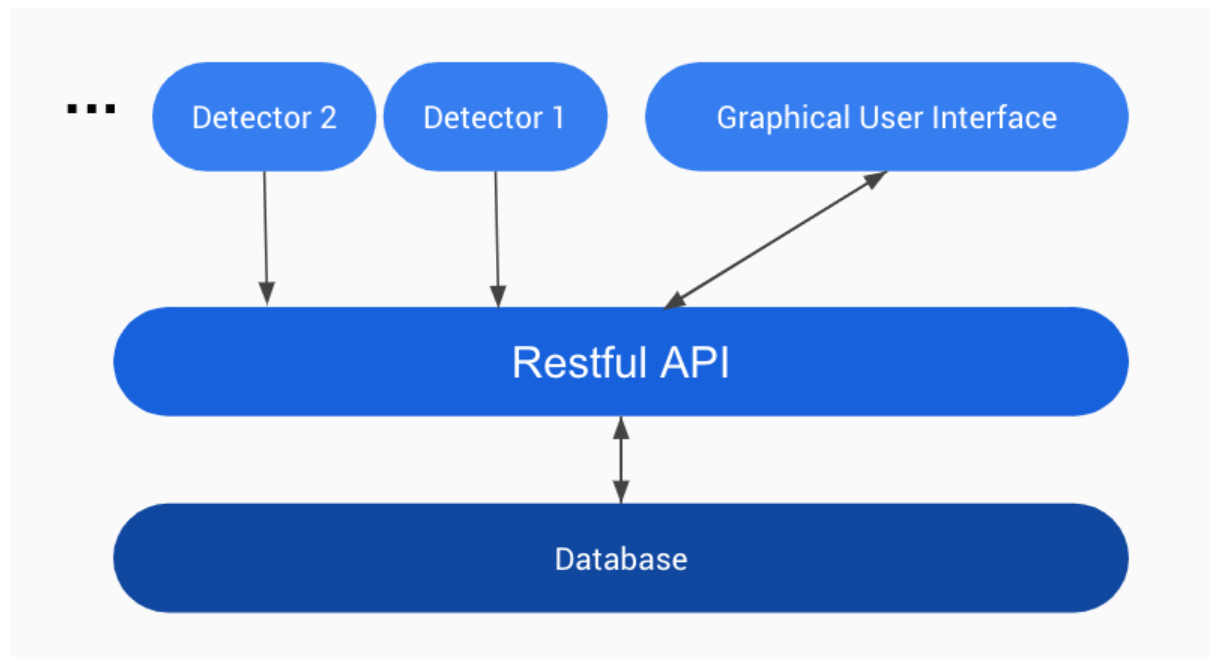 ... Detector 2 Detector 1 Graphical User Interface
Restful API
Database